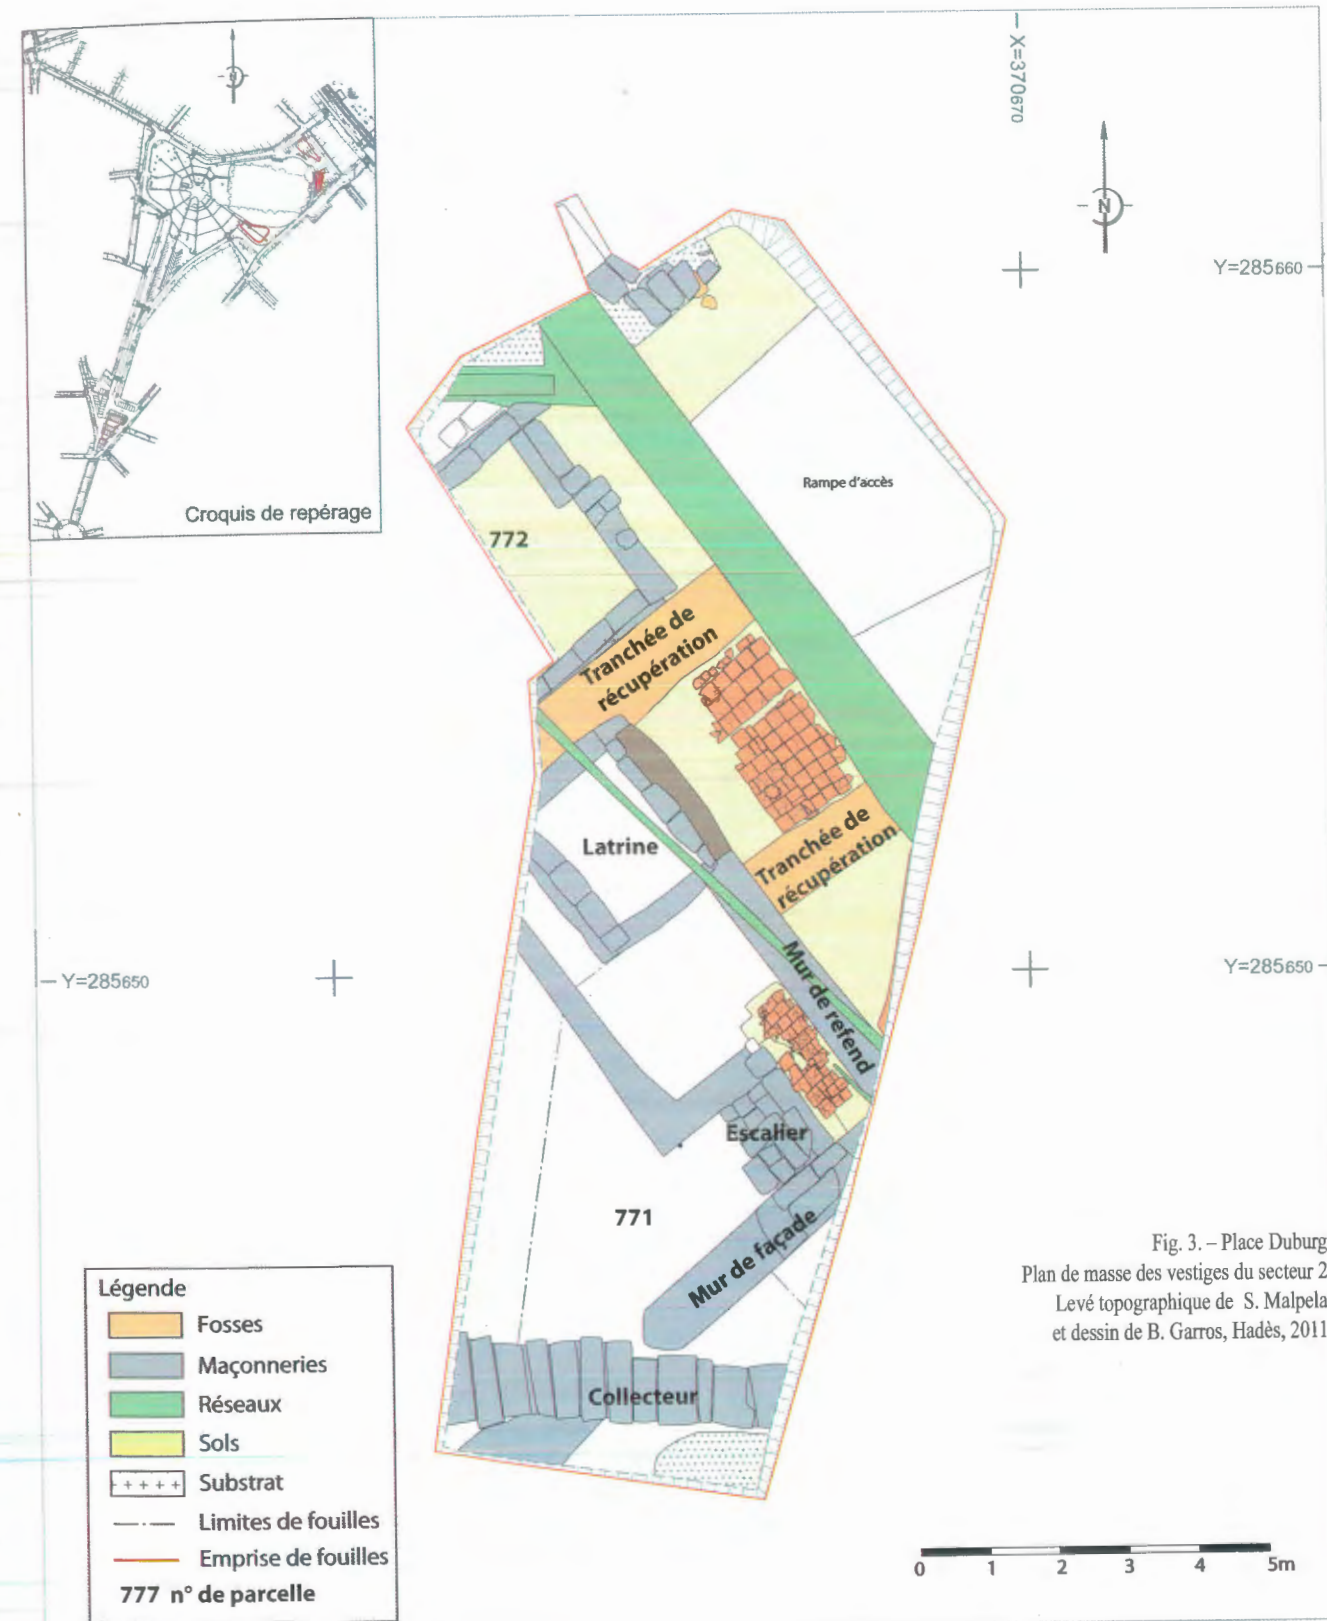 N
Croquis de repérage
X=370670
N
Y=285660
Rampe d'accès
772
Tranchée de
récupération
Latrine
Tranchée de
récupération
Y=285650
Y=285650
Mur de refend
Escalier
771
Mur de façade
Collecteur
Fig. 3. – Place Duburg
Plan de masse des vestiges du secteur 2
Levé topographique de S. Malpela
et dessin de B. Garros, Hadès, 2011
Légende
Fosses
Maçonneries
Réseaux
Sols
Substrat
Limites de fouilles
Emprise de fouilles
777 n° de parcelle
0 1 2 3 4 5m